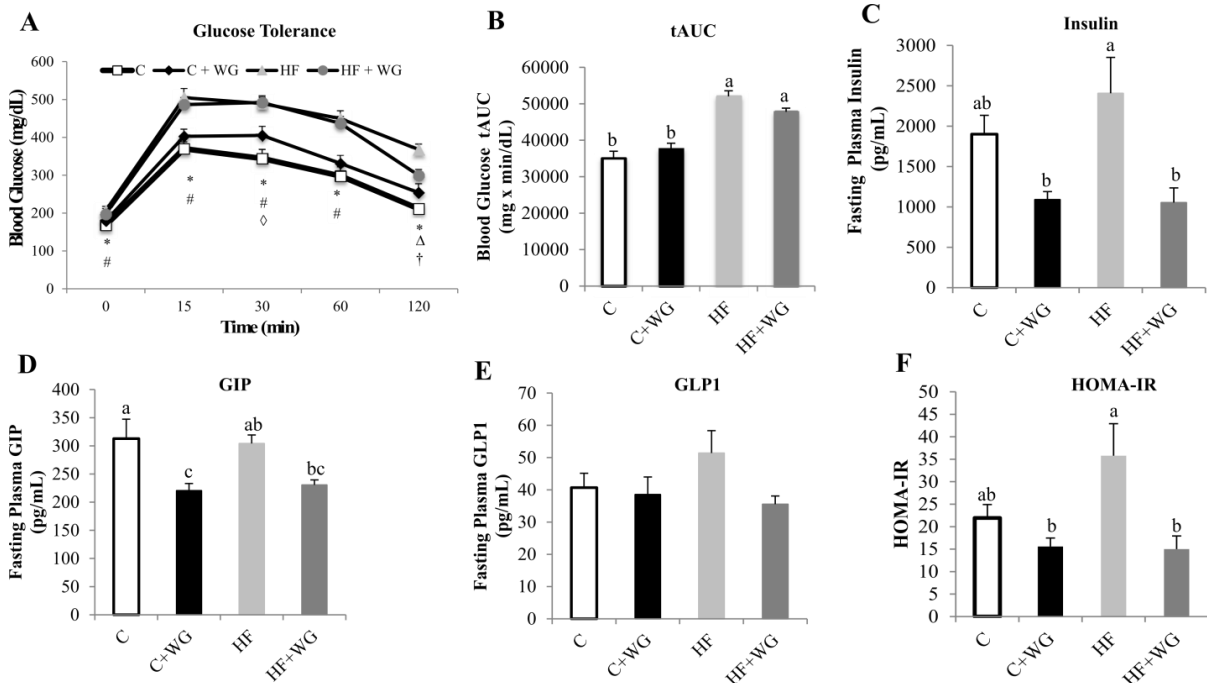 A
Glucose Tolerance
C C + WG HF HF + WG
Blood Glucose (mg/dL)
600
500
400
300
200
100
0
* * * * *
# # # # Δ
◊ †
0 15 30 60 120
Time (min)
B
tAUC
Blood Glucose tAUC
(mg x min/dL)
60000
50000
40000
30000
20000
10000
0
b b a a
C C+WG HF HF+WG
C
Insulin
Fasting Plasma Insulin
(pg/mL)
3000
2500
2000
1500
1000
500
0
ab b a b
C C+WG HF HF+WG
D
GIP
Fasting Plasma GIP
(pg/mL)
400
350
300
250
200
150
100
50
0
a c ab bc
C C+WG HF HF+WG
E
GLP1
Fasting Plasma GLP1
(pg/mL)
70
60
50
40
30
20
10
0
C C+WG HF HF+WG
F
HOMA-IR
HOMA-IR
50
45
40
35
30
25
20
15
10
5
0
ab b a b
C C+WG HF HF+WG